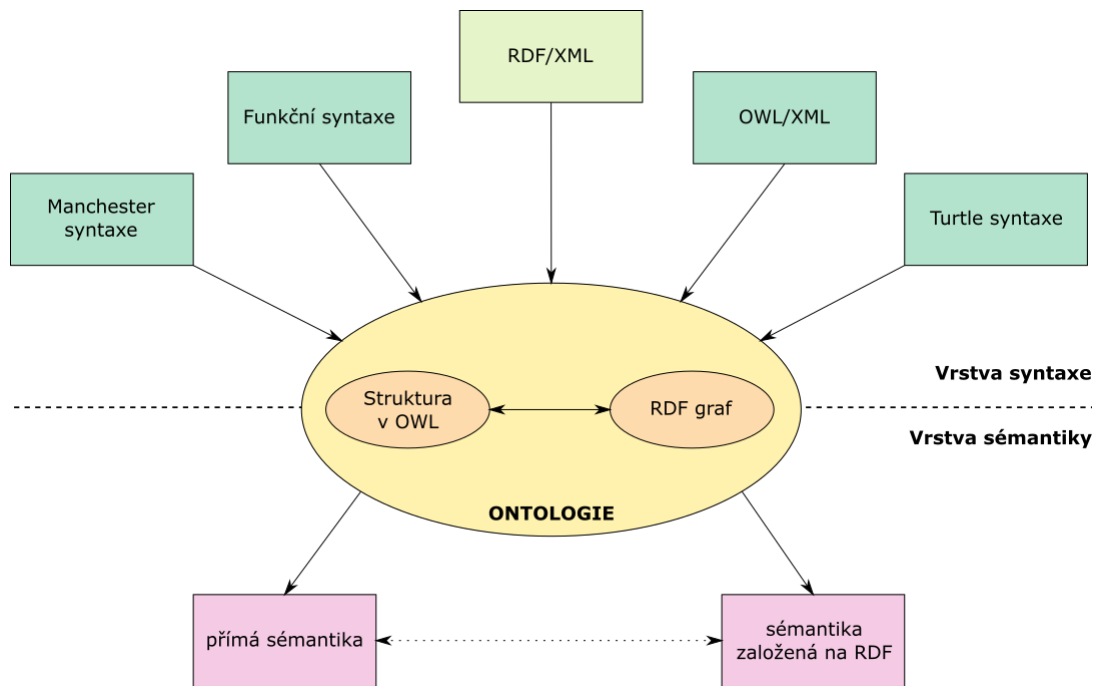 RDF/XML
Funkční syntaxe
OWL/XML
Manchester
syntaxe
Turtle syntaxe
Vrstva syntaxe
Struktura
v OWL
RDF graf
Vrstva sémantiky
ONTOLOGIE
přímá sémantika
sémantika
založená na RDF